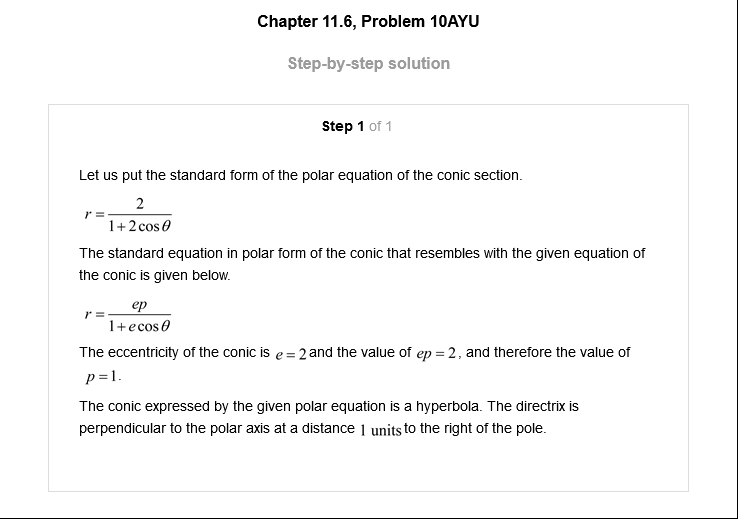 Chapter 11.6, Problem 10AYU
Step-by-step solution
Step 1 of 1
Let us put the standard form of the polar equation of the conic section.
r = 2 / (1 + 2 cos θ)
The standard equation in polar form of the conic that resembles with the given equation of
the conic is given below.
r = ep / (1 + e cos θ)
The eccentricity of the conic is e = 2 and the value of ep = 2, and therefore the value of
p = 1.
The conic expressed by the given polar equation is a hyperbola. The directrix is
perpendicular to the polar axis at a distance 1 units to the right of the pole.